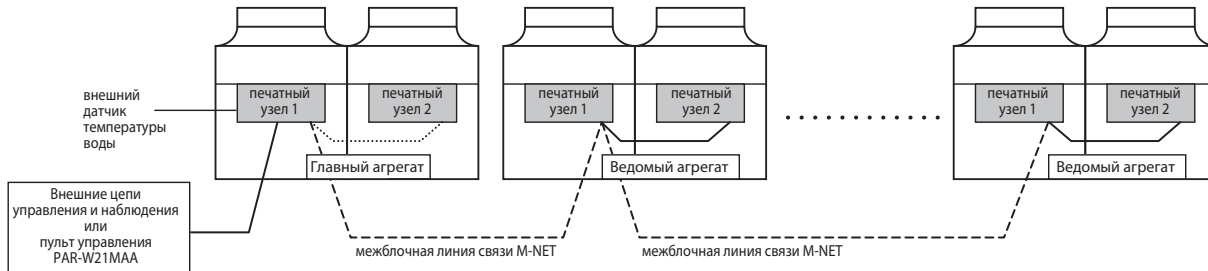 печатный
узел 1
печатный
узел 2
печатный
узел 1
печатный
узел 2
печатный
узел 1
печатный
узел 2
внешний
датчик
температуры
воды
Главный агрегат
Ведомый агрегат
Ведомый агрегат
Внешние цепи
управления и наблюдения
или
пульт управления
PAR-W21MAA
межблочная линия связи M-NET
межблочная линия связи M-NET